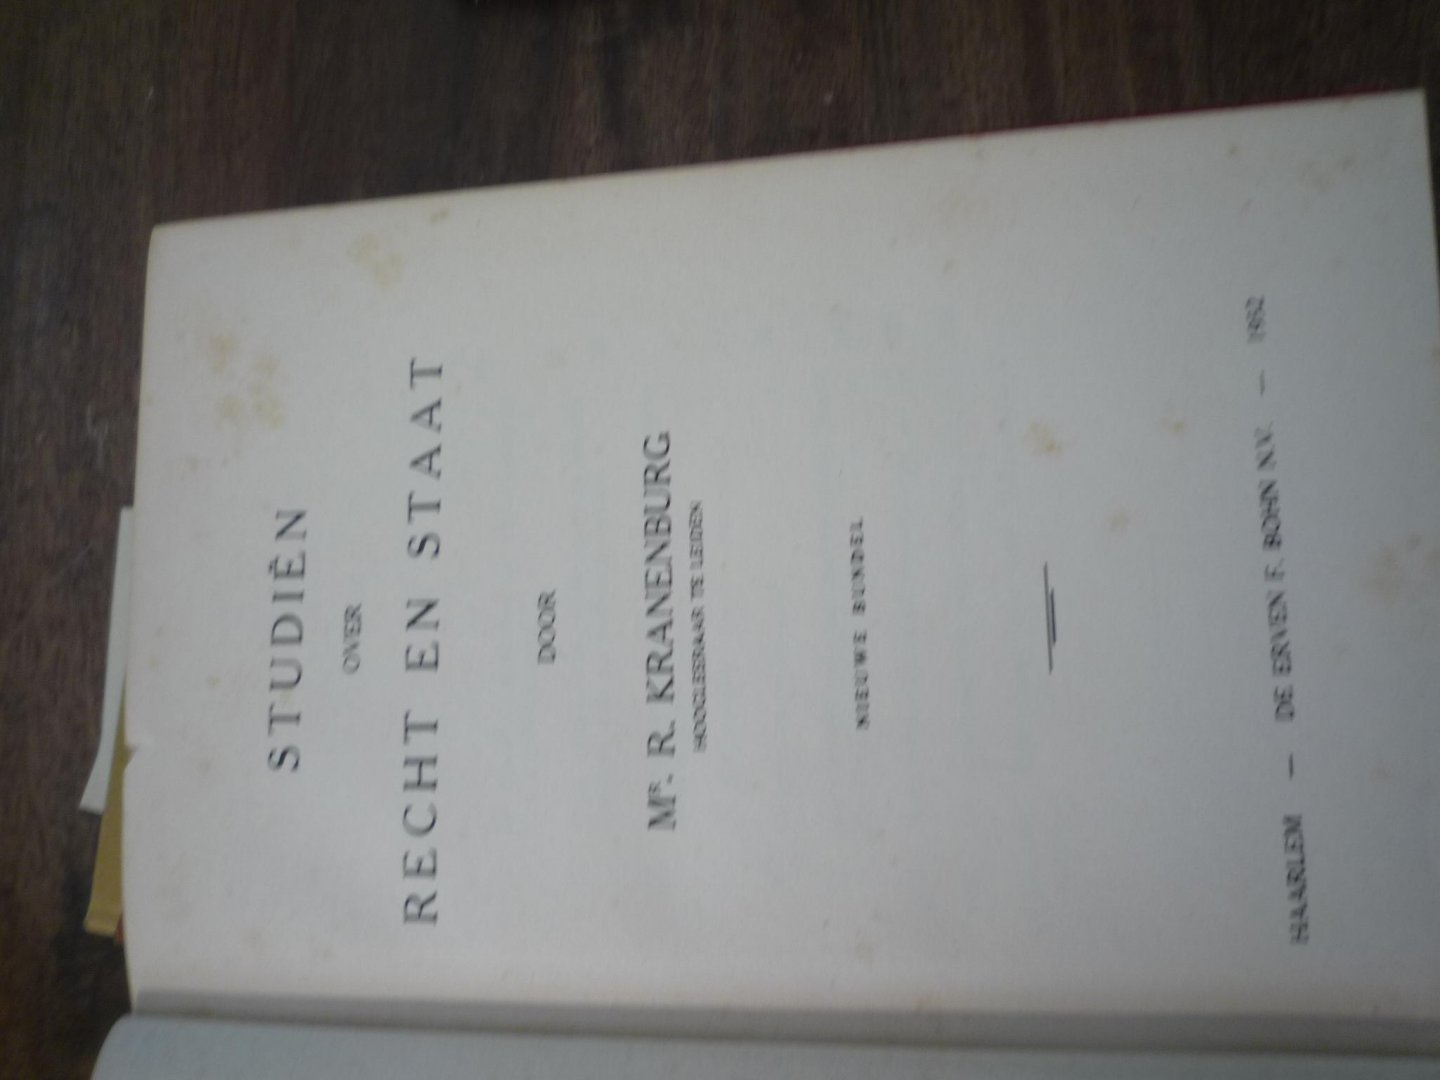 STUDIËN
OVER
RECHT EN STAAT
DOOR
MR. R. KRANENBURG
HOOGLEERAAR TE LEIDEN
NIEUWE BUNDEL
HAARLEM — DE ERVEN F. BOHN N.V. — 1932